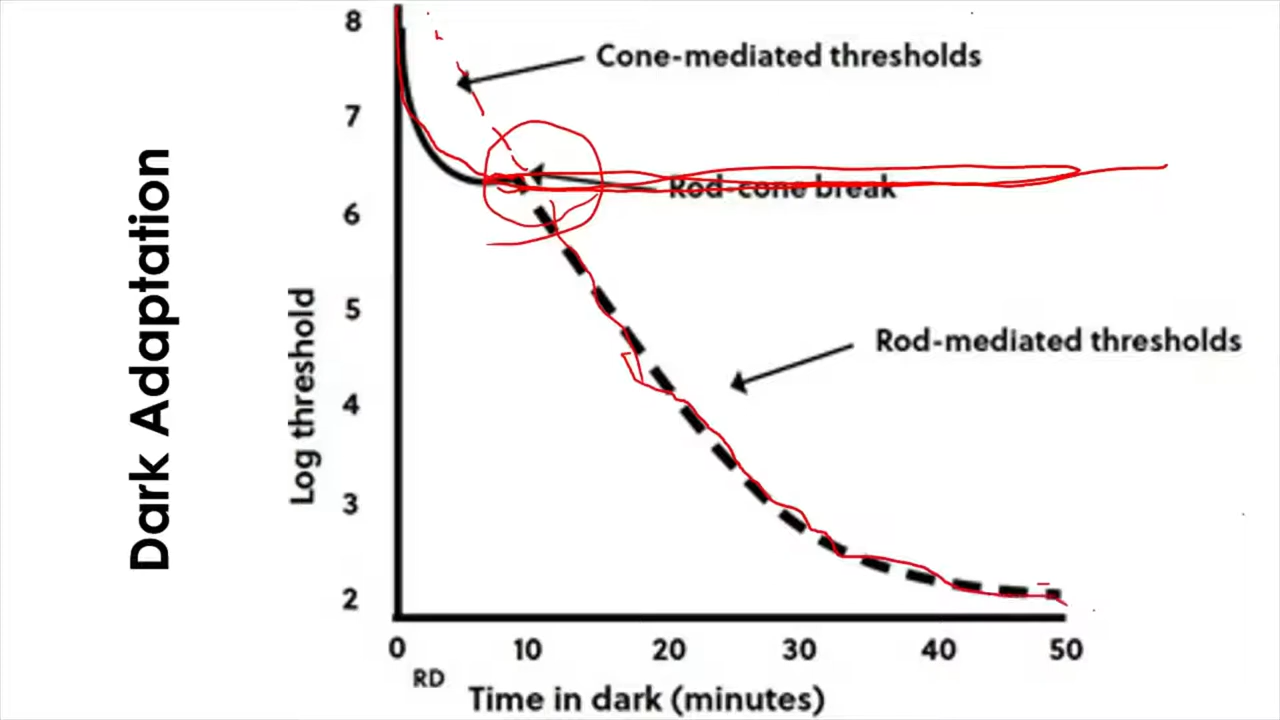 Dark Adaptation
Log threshold
8
7
6
5
4
3
2
Cone-mediated thresholds
Rod-cone break
Rod-mediated thresholds
0 10 20 30 40 50
RD
Time in dark (minutes)